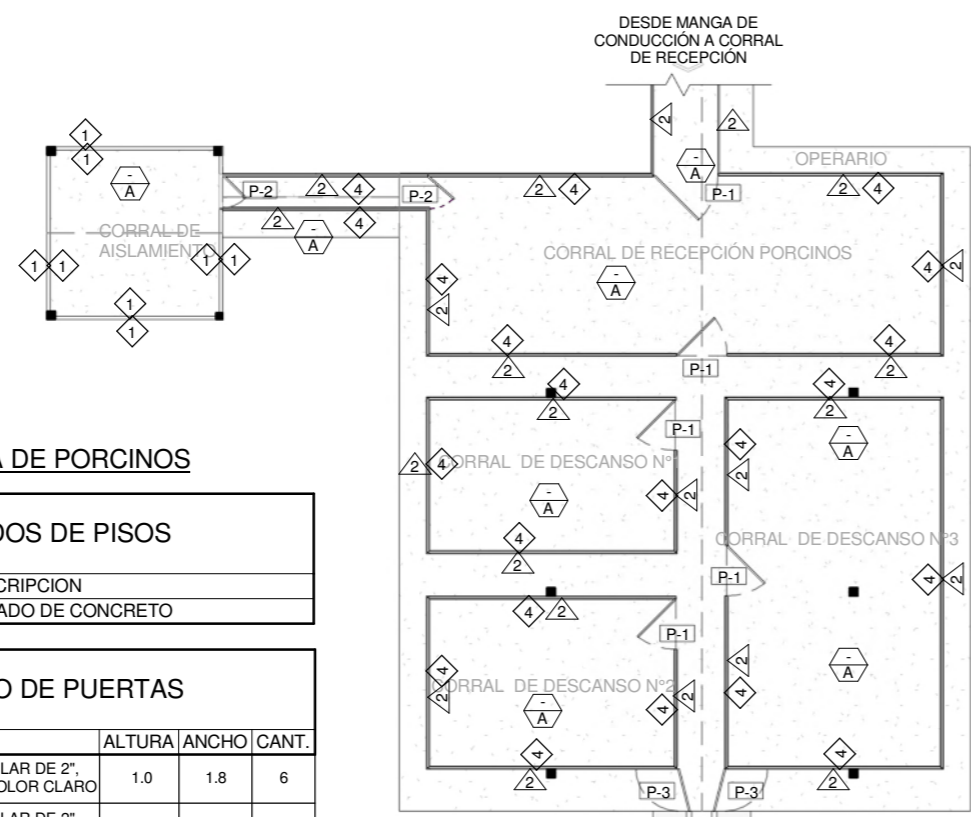 DESDE MANGA DE
CONDUCCIÓN A CORRAL
DE RECEPCIÓN
2
2
OPERARIO
1
1
-
A
-
A
P-2
2
4
P-2
2
4
P-1
2
4
2
4
-
A
CORRAL DE
AISLAMIENTO
CORRAL DE RECEPCIÓN PORCINOS
1
1
1
1
4
2
4
2
-
A
1
1
4
2
P-1
4
2
4
2
4
2
-
A
P-1
4
2
2
4
CORRAL DE DESCANSO N°
-
A
4
2
4
2
CORRAL DE DESCANSO N°3
P-1
4
2
4
2
P-1
2
4
-
A
4
2
CORRAL DE DESCANSO N°2
-
A
2
4
4
2
4
2
P-3
P-3
A DE PORCINOS
DOS DE PISOS
CRIPCION
ADO DE CONCRETO
O DE PUERTAS
ALTURA ANCHO CANT.
LAR DE 2",
OLOR CLARO
1.0 1.8 6